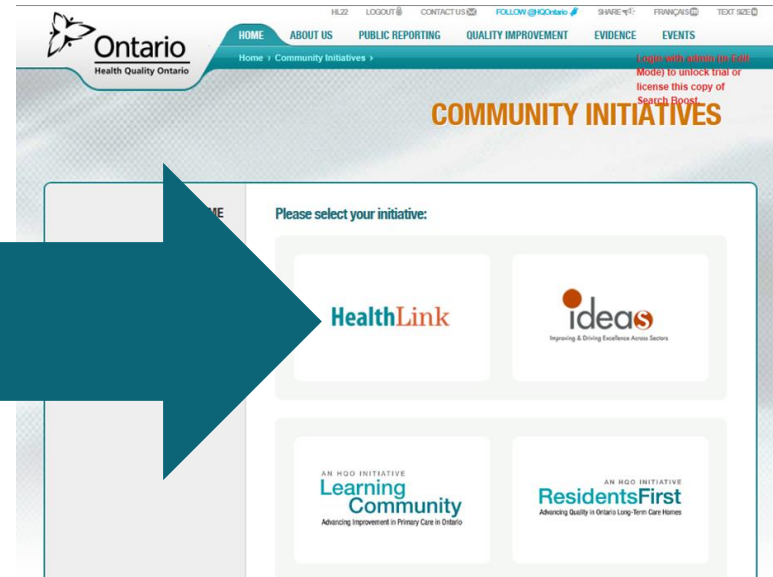 HL22 LOGOUT CONTACT US FOLLOW @HQOntario SHARE FRANÇAIS TEXT SIZE
Ontario
Health Quality Ontario
HOME ABOUT US PUBLIC REPORTING QUALITY IMPROVEMENT EVIDENCE EVENTS
Home › Community Initiatives ›
Login with admin (in Edit
Mode) to unlock trial or
license this copy of
Search Boost.
COMMUNITY INITIATIVES
ME
Please select your initiative:
HealthLink
ideas
Improving & Driving Excellence Across Sectors
AN HQO INITIATIVE
Learning
Community
Advancing Improvement in Primary Care in Ontario
AN HQO INITIATIVE
ResidentsFirst
Advancing Quality in Ontario Long-Term Care Homes